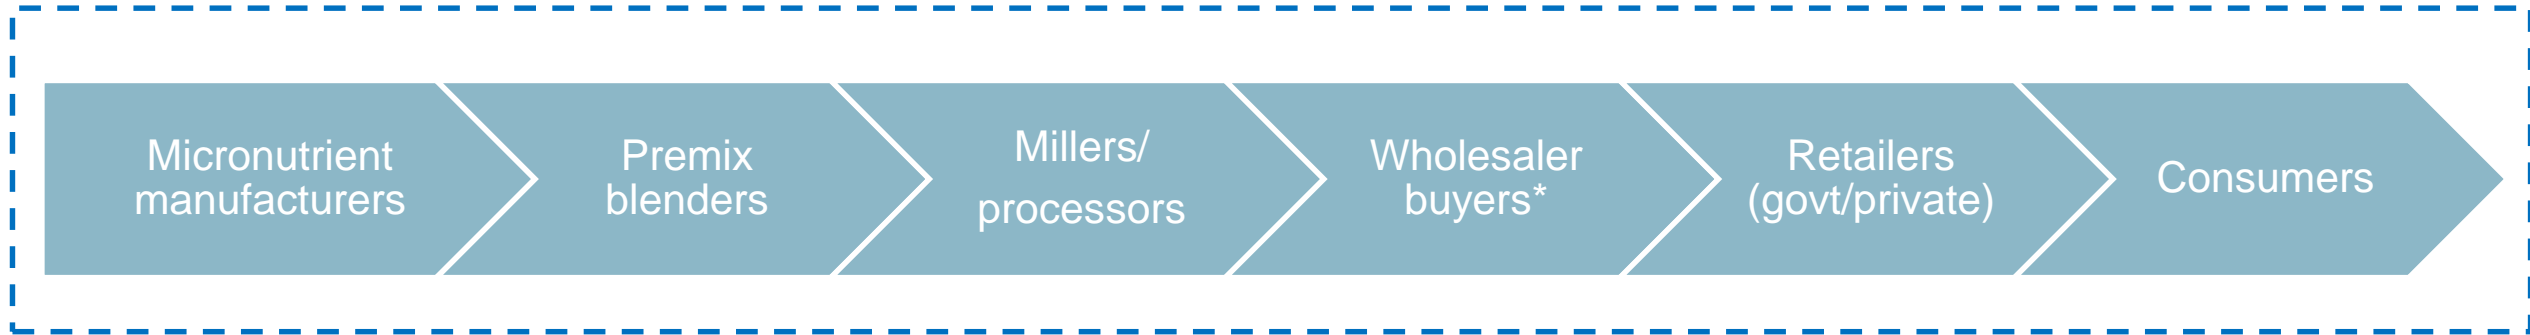 Micronutrient
manufacturers
Premix
blenders
Millers/
processors
Wholesaler
buyers*
Retailers
(govt/private)
Consumers